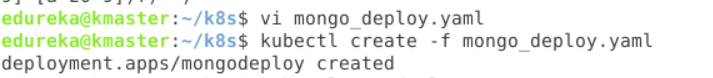 edureka@kmaster:~/k8s$ vi mongo_deploy.yaml
edureka@kmaster:~/k8s$ kubectl create -f mongo_deploy.yaml
deployment.apps/mongodeploy created